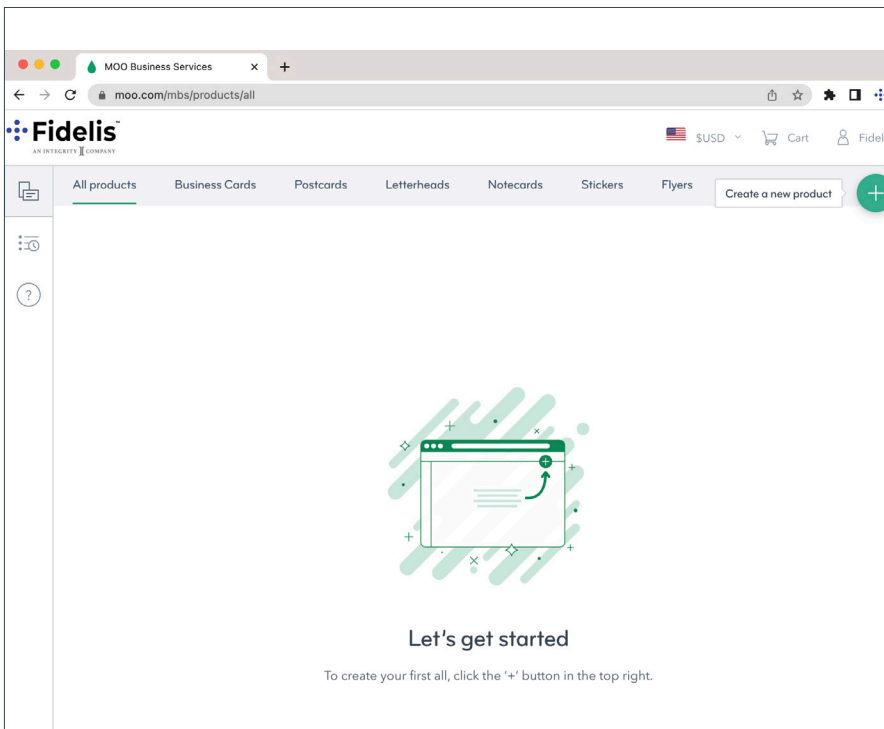 MOO Business Services
moo.com/mbs/products/all
Fidelis™
AN INTEGRITY COMPANY
$USD
Cart
Fidel
All products
Business Cards
Postcards
Letterheads
Notecards
Stickers
Flyers
Create a new product
Let's get started
To create your first all, click the '+' button in the top right.